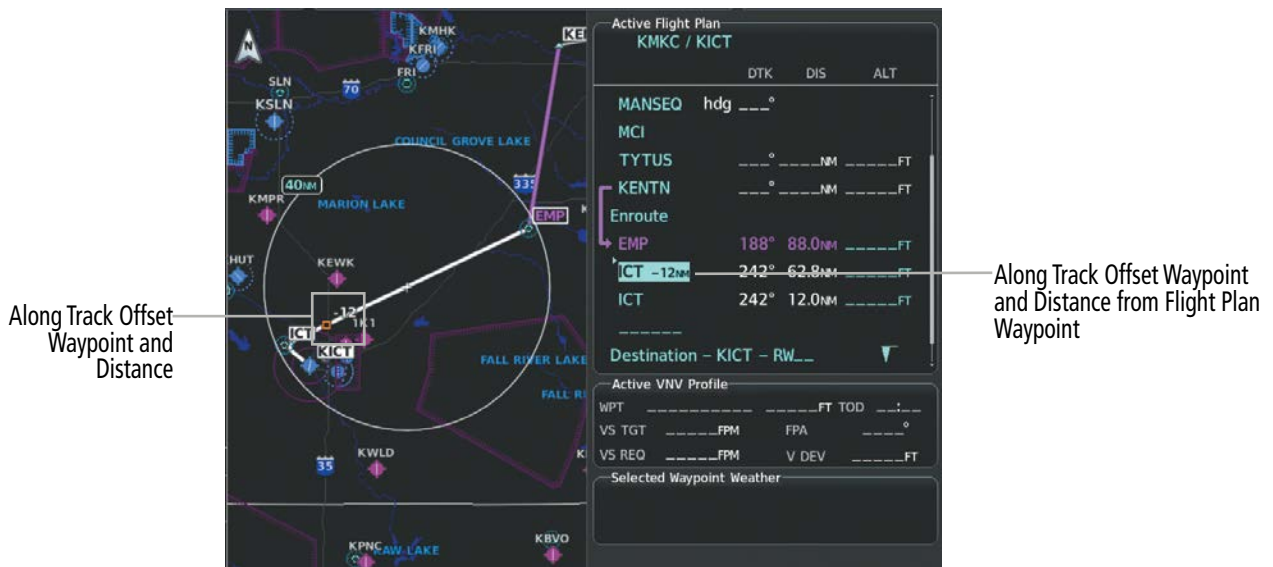 Along Track Offset
Waypoint and
Distance
N
KMHK
KFRI
FRI
SLN
KSLN
70
COUNCIL GROVE LAKE
40NM
335
KMPR
MARION LAKE
EMP
HUT
KEWK
-12
1K1
ICT
KICT
FALL RIVER LAKE
FALL RI
KWLD
35
KPNC
KAW LAKE
KBVO
Active Flight Plan
KMKC / KICT
DTK DIS ALT
MANSEQ hdg ___°
MCI
TYTUS ___° ____NM _____FT
KENTN ___° ____NM _____FT
Enroute
EMP 188° 88.0NM _____FT
ICT -12NM 242° 62.8NM _____FT
ICT 242° 12.0NM _____FT
______
Destination – KICT – RW__
Active VNV Profile
WPT __________ _____FT TOD __:__
VS TGT _____FPM FPA ____°
VS REQ _____FPM V DEV _____FT
Selected Waypoint Weather
Along Track Offset Waypoint
and Distance from Flight Plan
Waypoint